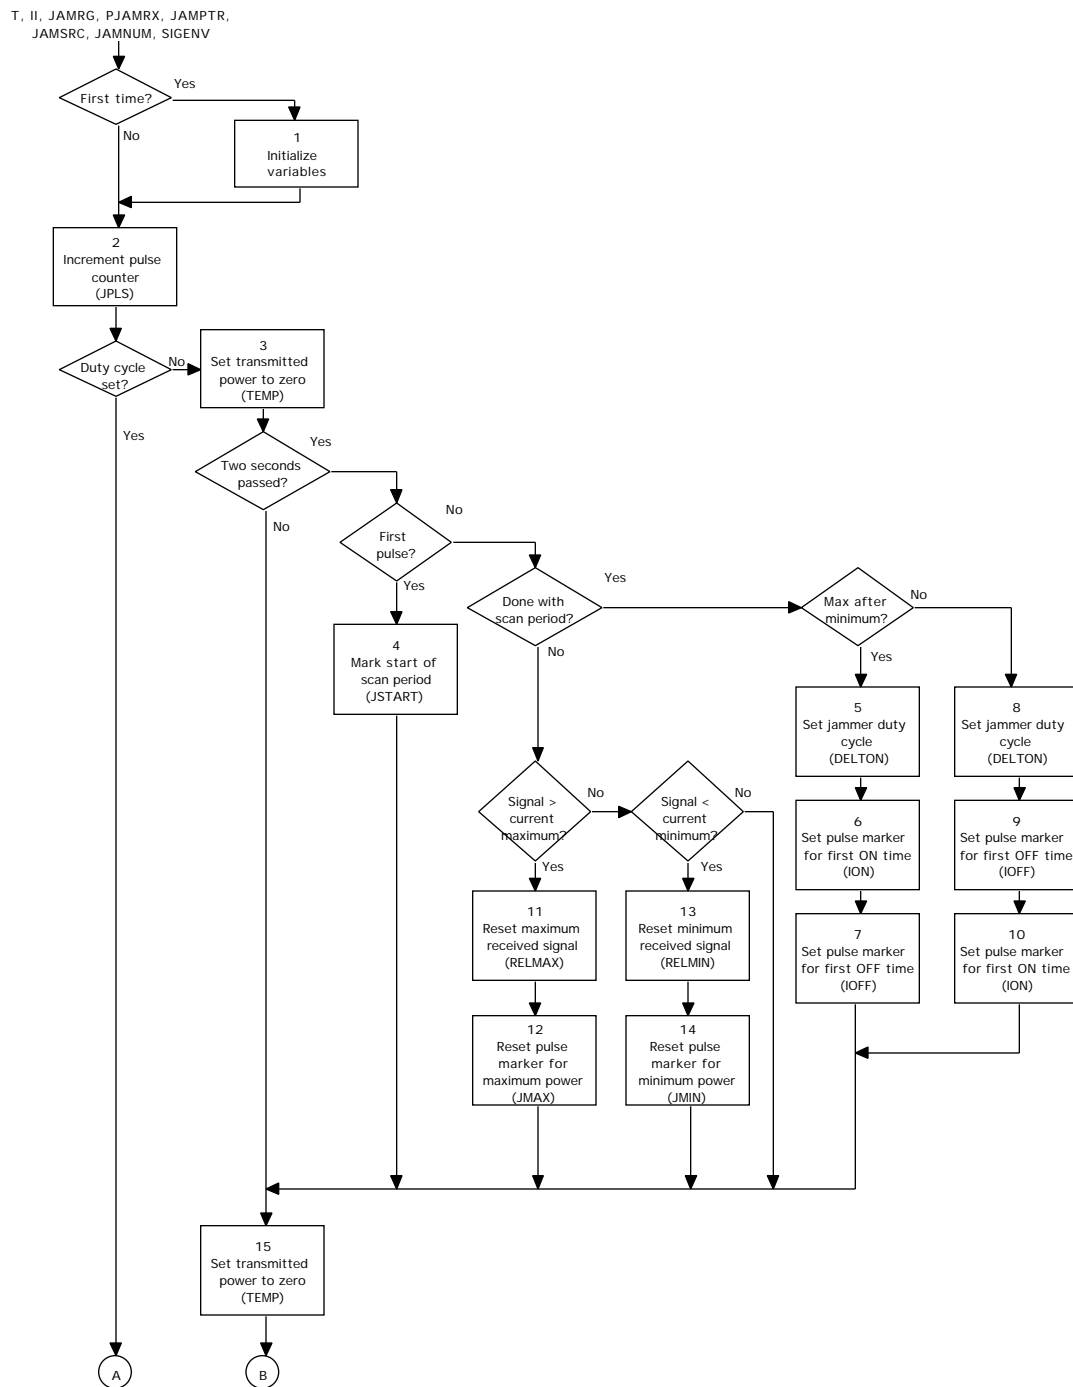 T, II, JAMRG, PJAMRX, JAMPTR,
JAMSRC, JAMNUM, SIGENV
First time?
Yes
No
1
Initialize
variables
2
Increment pulse
counter
(JPLS)
Duty cycle
set?
No
Yes
3
Set transmitted
power to zero
(TEMP)
Two seconds
passed?
Yes
No
First
pulse?
No
Yes
4
Mark start of
scan period
(JSTART)
Done with
scan period?
Yes
No
Max after
minimum?
No
Yes
5
Set jammer duty
cycle
(DELTON)
8
Set jammer duty
cycle
(DELTON)
6
Set pulse marker
for first ON time
(ION)
9
Set pulse marker
for first OFF time
(IOFF)
7
Set pulse marker
for first OFF time
(IOFF)
10
Set pulse marker
for first ON time
(ION)
Signal >
current
maximum?
No
Yes
Signal <
current
minimum?
No
Yes
11
Reset maximum
received signal
(RELMAX)
13
Reset minimum
received signal
(RELMIN)
12
Reset pulse
marker for
maximum power
(JMAX)
14
Reset pulse
marker for
minimum power
(JMIN)
15
Set transmitted
power to zero
(TEMP)
A
B